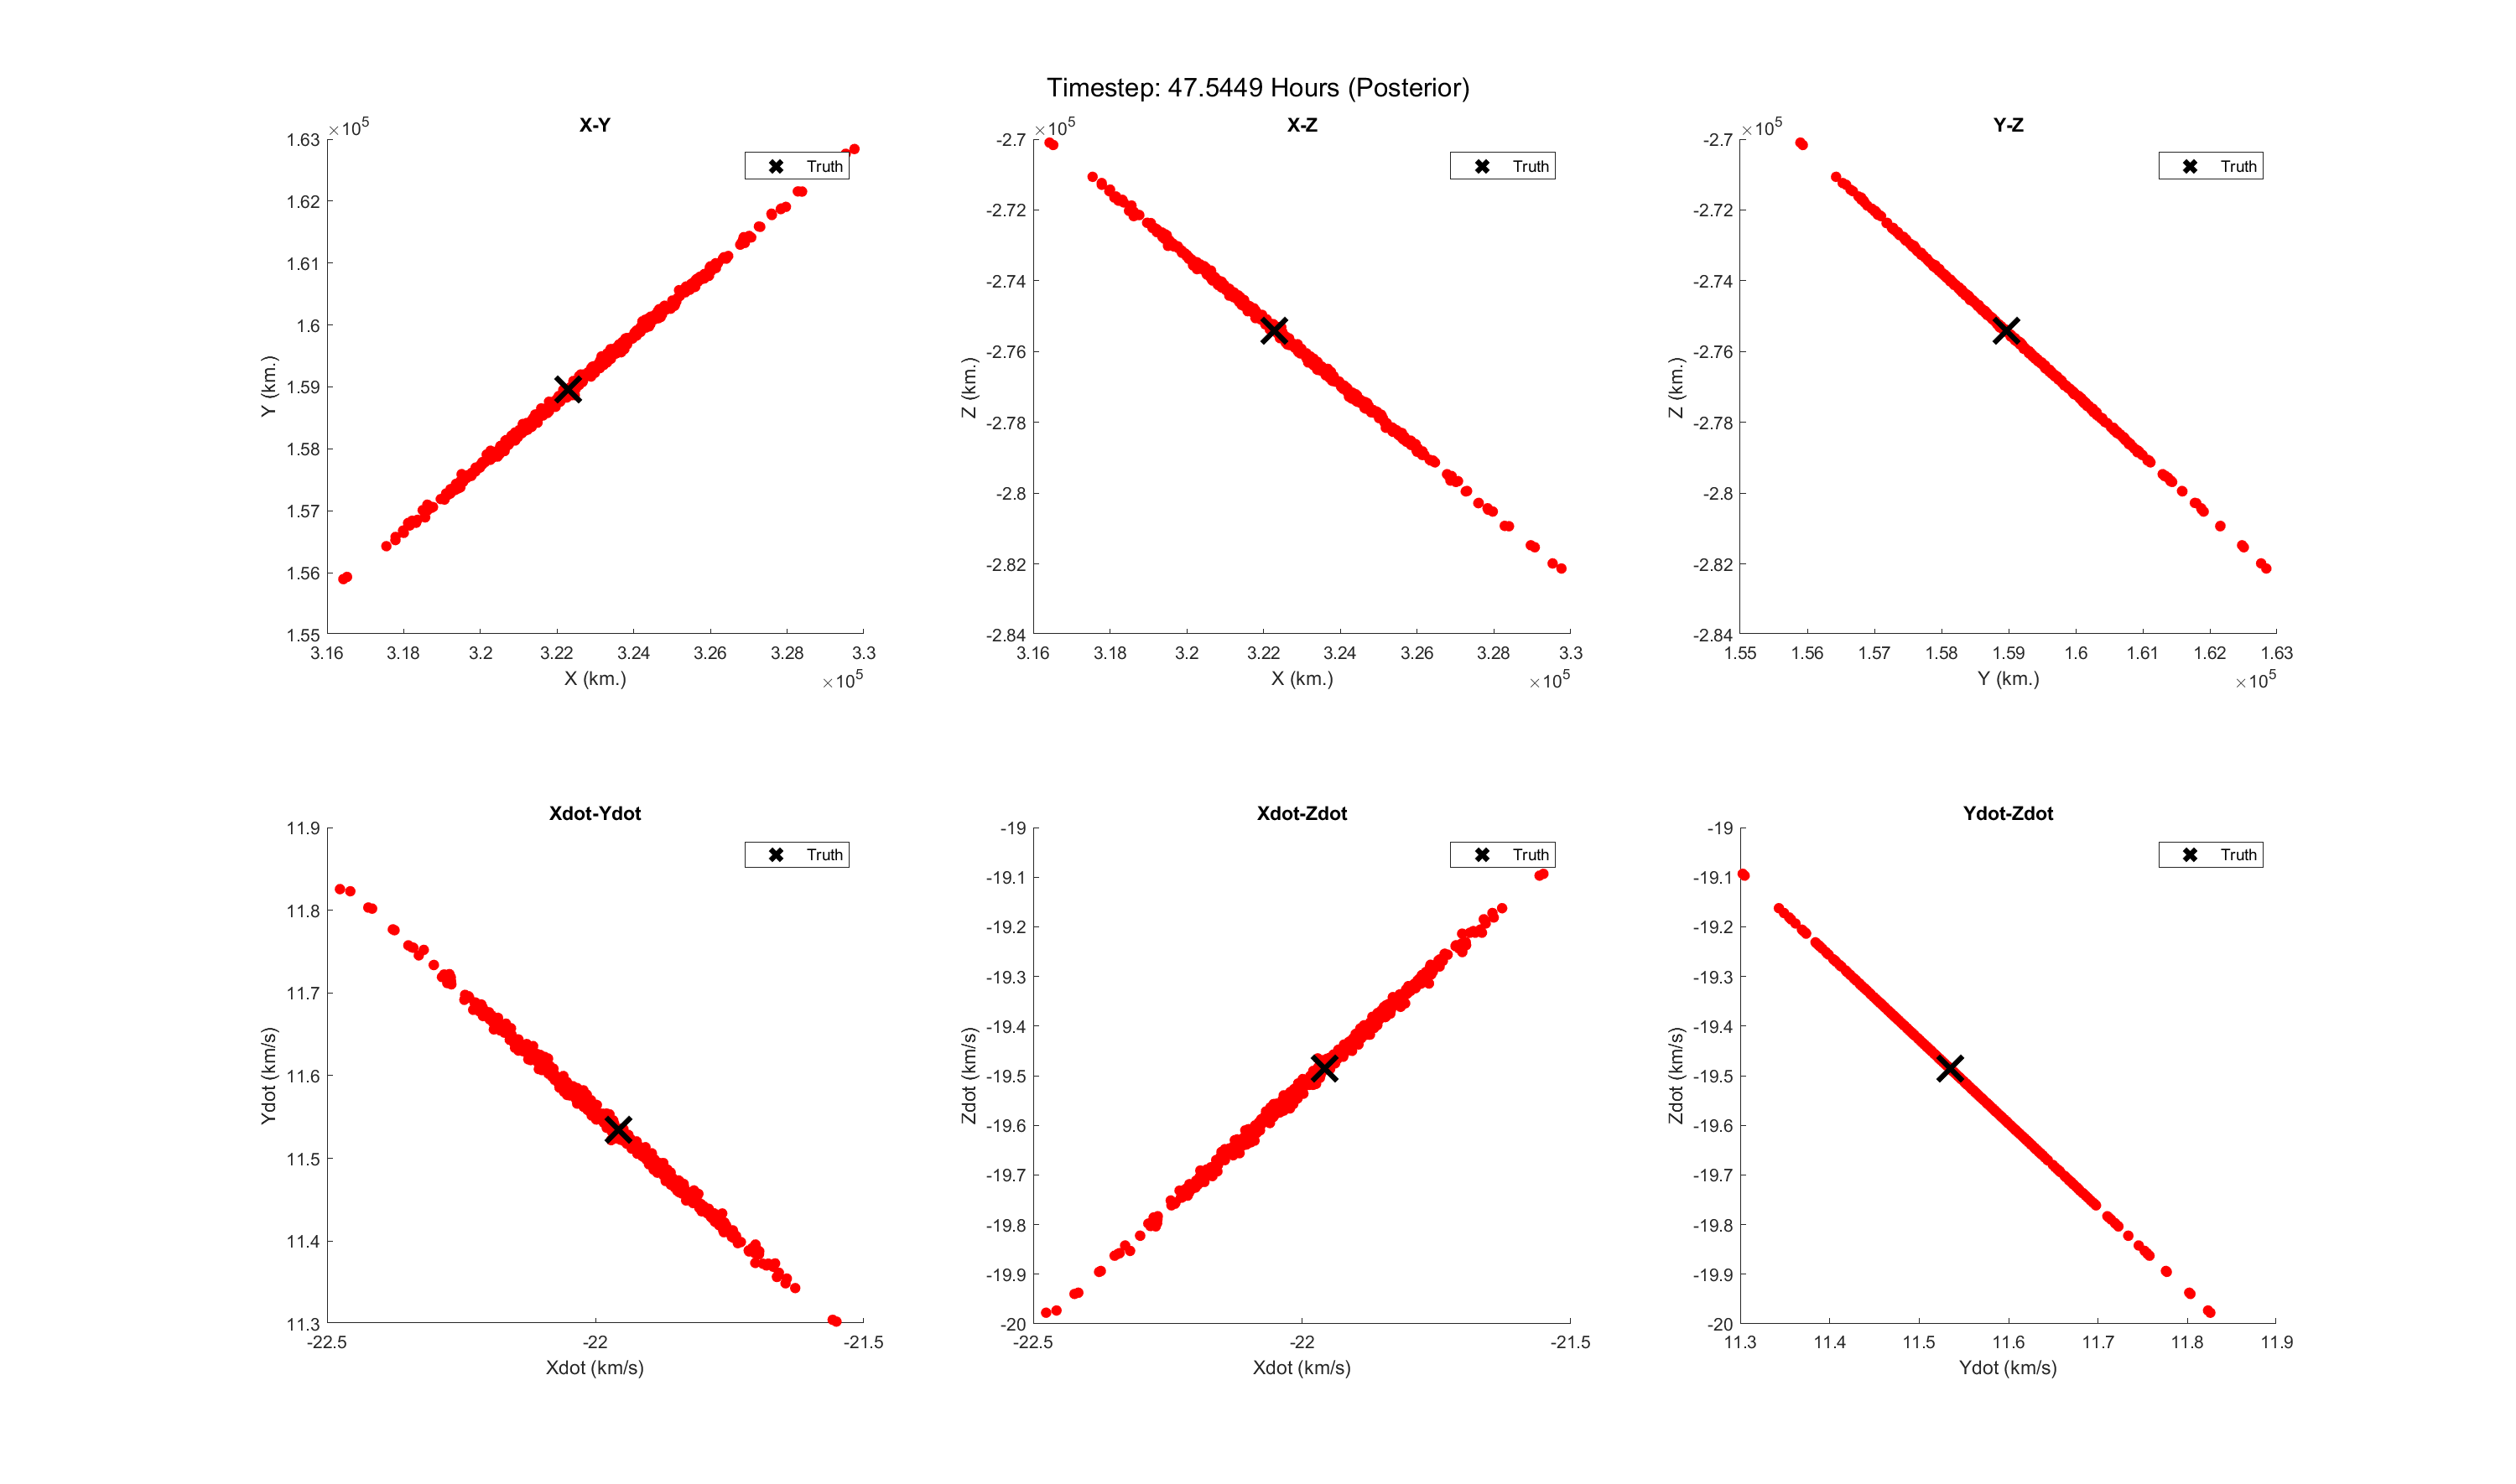 Timestep: 47.5449 Hours (Posterior)
X-Y
×10^5
Truth
1.63
1.62
1.61
1.6
1.59
1.58
1.57
1.56
1.55
Y (km.)
3.16 3.18 3.2 3.22 3.24 3.26 3.28 3.3
X (km.)
×10^5
X-Z
×10^5
Truth
-2.7
-2.72
-2.74
-2.76
-2.78
-2.8
-2.82
-2.84
Z (km.)
3.16 3.18 3.2 3.22 3.24 3.26 3.28 3.3
X (km.)
×10^5
Y-Z
×10^5
Truth
-2.7
-2.72
-2.74
-2.76
-2.78
-2.8
-2.82
-2.84
Z (km.)
1.55 1.56 1.57 1.58 1.59 1.6 1.61 1.62 1.63
Y (km.)
×10^5
Xdot-Ydot
Truth
11.9
11.8
11.7
11.6
11.5
11.4
11.3
Ydot (km/s)
-22.5 -22 -21.5
Xdot (km/s)
Xdot-Zdot
Truth
-19
-19.1
-19.2
-19.3
-19.4
-19.5
-19.6
-19.7
-19.8
-19.9
-20
Zdot (km/s)
-22.5 -22 -21.5
Xdot (km/s)
Ydot-Zdot
Truth
-19
-19.1
-19.2
-19.3
-19.4
-19.5
-19.6
-19.7
-19.8
-19.9
-20
Zdot (km/s)
11.3 11.4 11.5 11.6 11.7 11.8 11.9
Ydot (km/s)